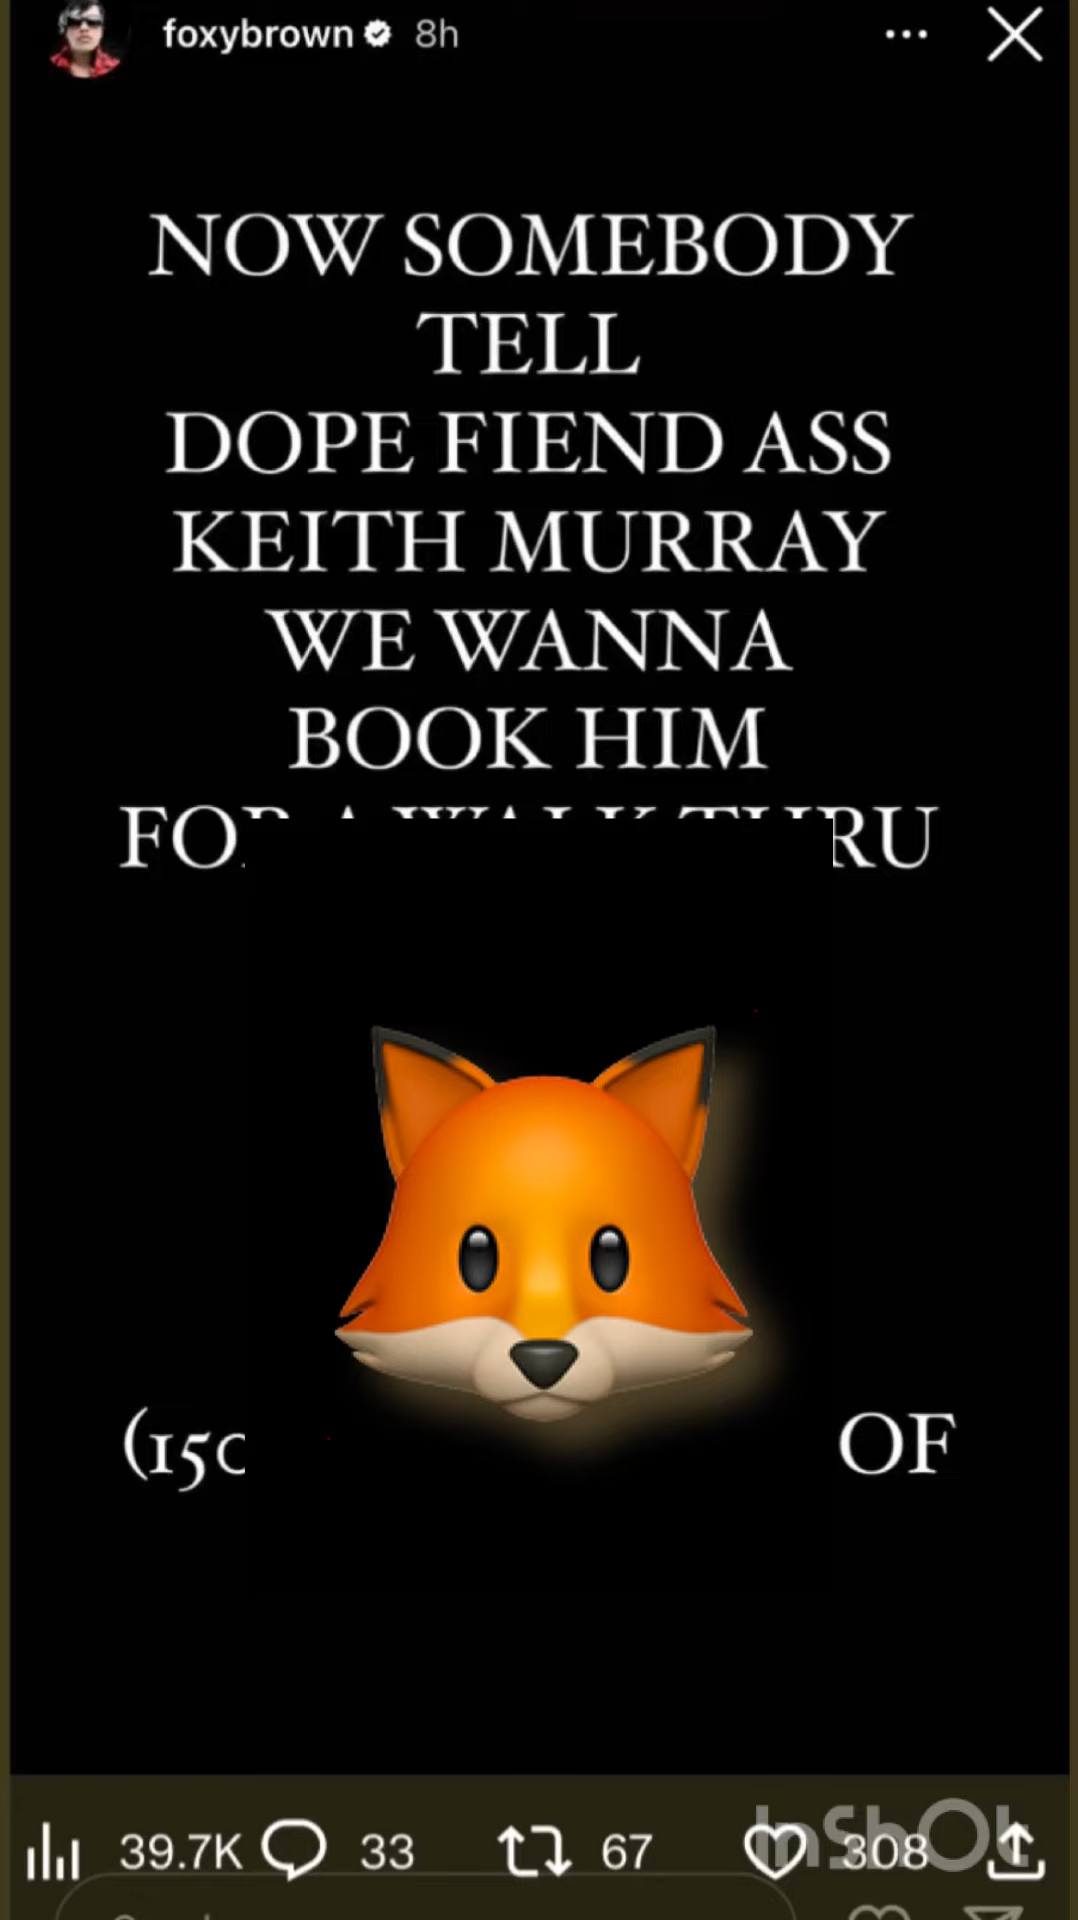 foxybrown 8h
NOW SOMEBODY
TELL
DOPE FIEND ASS
KEITH MURRAY
WE WANNA
BOOK HIM
OF
39.7K 33 67 308
InShOt